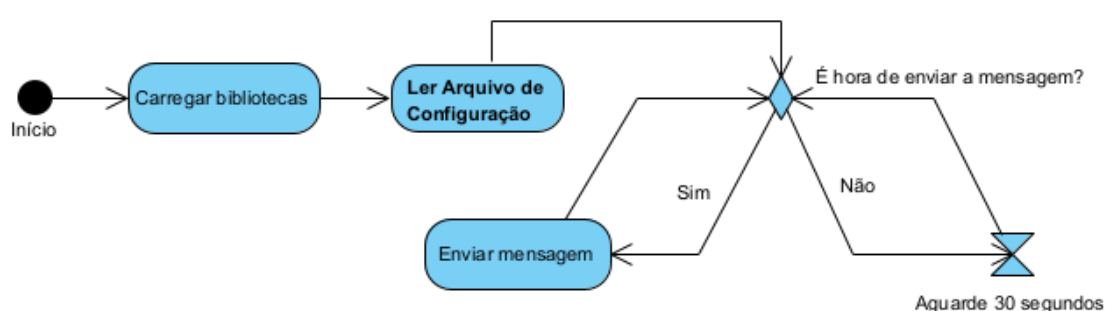 Início
Carregar bibliotecas
Ler Arquivo de
Configuração
É hora de enviar a mensagem?
Sim
Não
Enviar mensagem
Aguarde 30 segundos